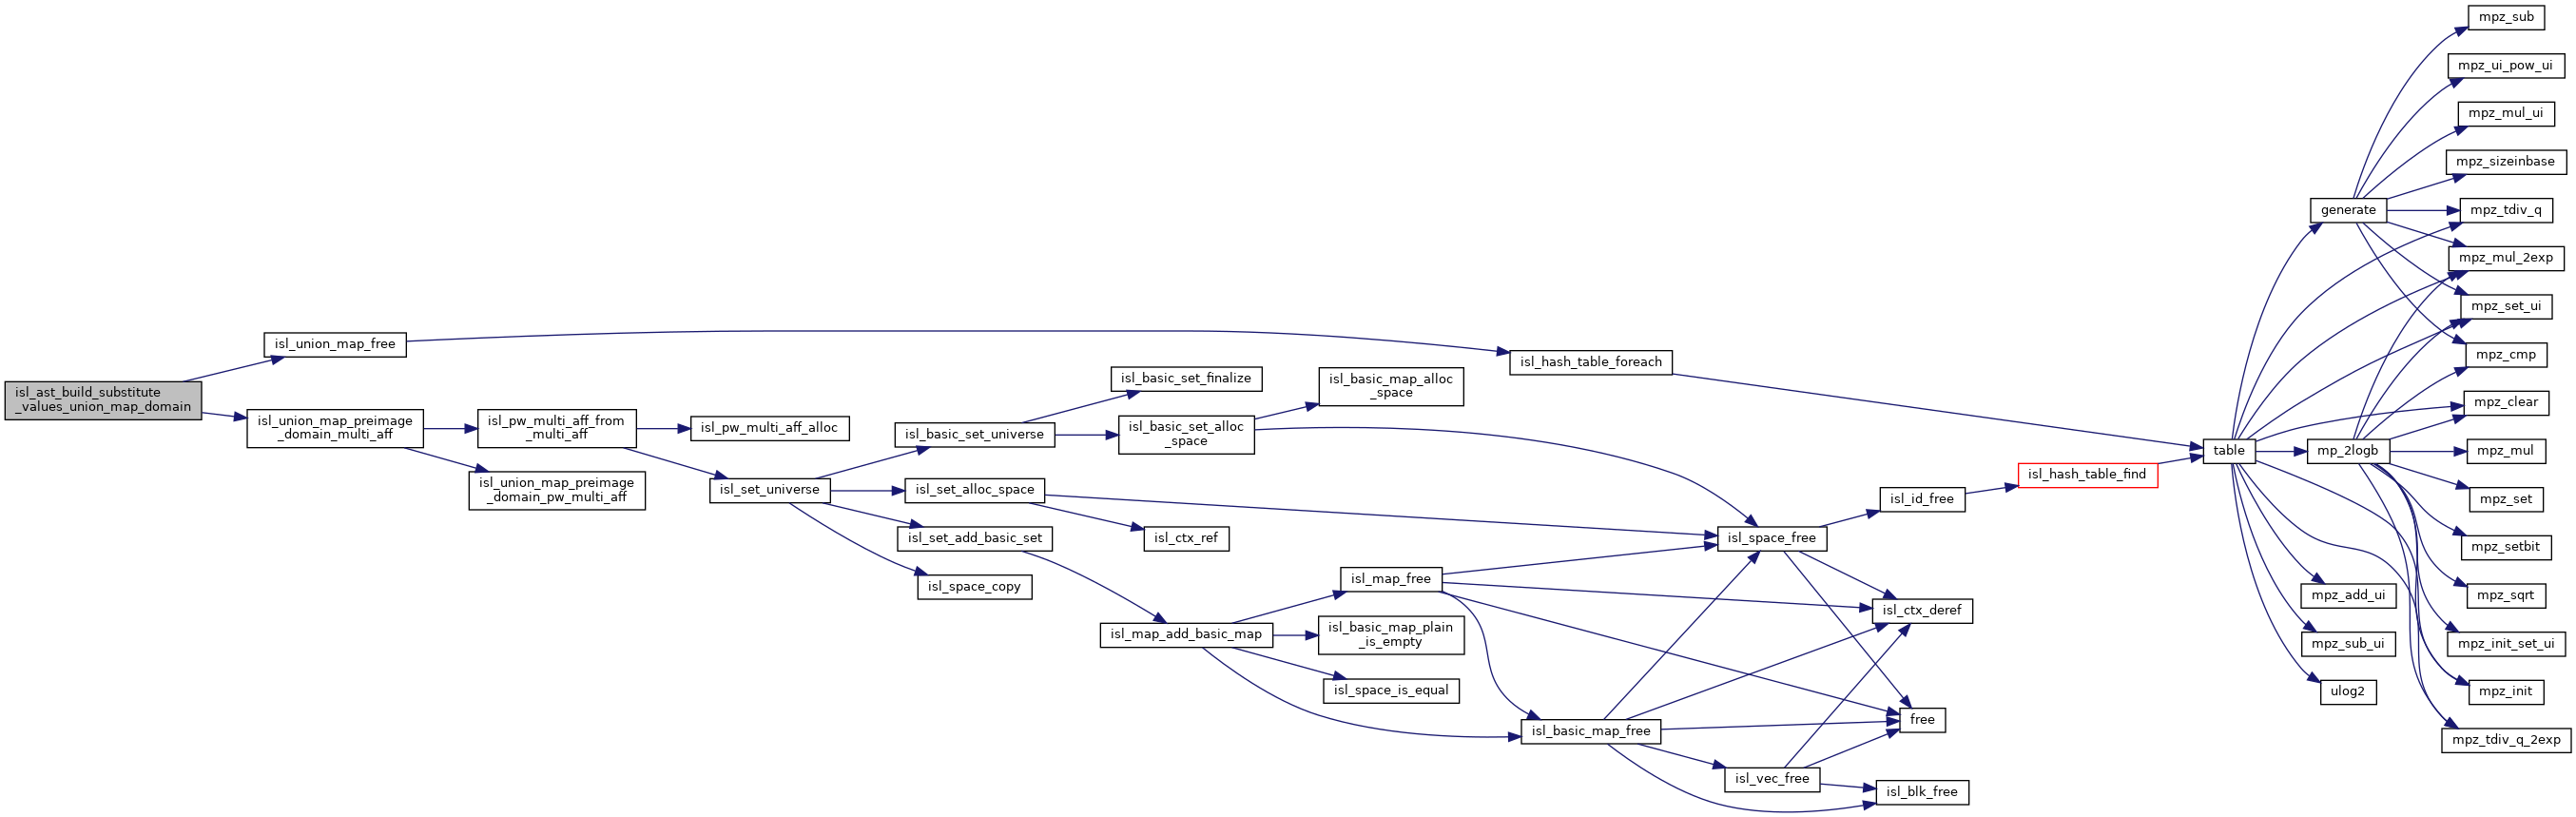 isl_ast_build_substitute
_values_union_map_domain
isl_union_map_free
isl_union_map_preimage
_domain_multi_aff
isl_pw_multi_aff_from
_multi_aff
isl_union_map_preimage
_domain_pw_multi_aff
isl_pw_multi_aff_alloc
isl_set_universe
isl_basic_set_universe
isl_set_alloc_space
isl_set_add_basic_set
isl_space_copy
isl_basic_set_finalize
isl_basic_set_alloc
_space
isl_ctx_ref
isl_map_add_basic_map
isl_basic_map_alloc
_space
isl_map_free
isl_basic_map_plain
_is_empty
isl_space_is_equal
isl_hash_table_foreach
isl_basic_map_free
isl_space_free
isl_vec_free
isl_id_free
isl_ctx_deref
free
isl_blk_free
isl_hash_table_find
table
generate
mp_2logb
mpz_add_ui
mpz_sub_ui
ulog2
mpz_sub
mpz_ui_pow_ui
mpz_mul_ui
mpz_sizeinbase
mpz_tdiv_q
mpz_mul_2exp
mpz_set_ui
mpz_cmp
mpz_clear
mpz_mul
mpz_set
mpz_setbit
mpz_sqrt
mpz_init_set_ui
mpz_init
mpz_tdiv_q_2exp